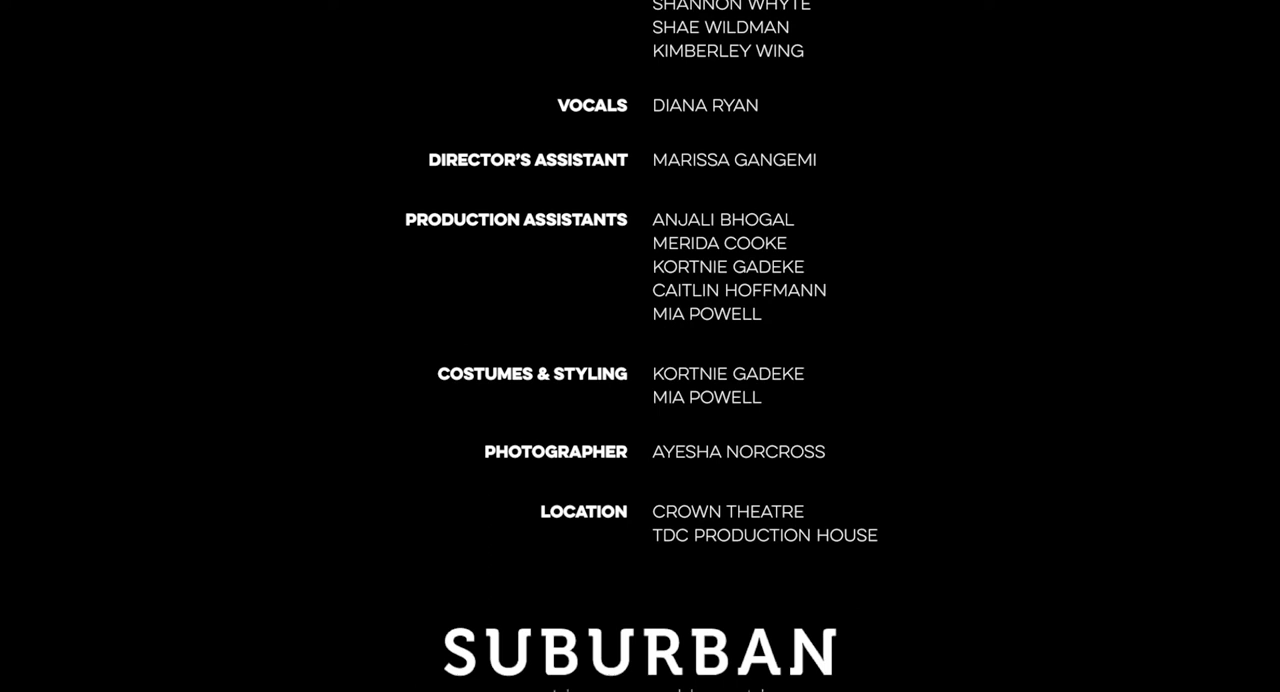 SHANNON WHYTE
SHAE WILDMAN
KIMBERLEY WING
VOCALS DIANA RYAN
DIRECTOR'S ASSISTANT MARISSA GANGEMI
PRODUCTION ASSISTANTS ANJALI BHOGAL
MERIDA COOKE
KORTNIE GADEKE
CAITLIN HOFFMANN
MIA POWELL
COSTUMES & STYLING KORTNIE GADEKE
MIA POWELL
PHOTOGRAPHER AYESHA NORCROSS
LOCATION CROWN THEATRE
TDC PRODUCTION HOUSE
SUBURBAN